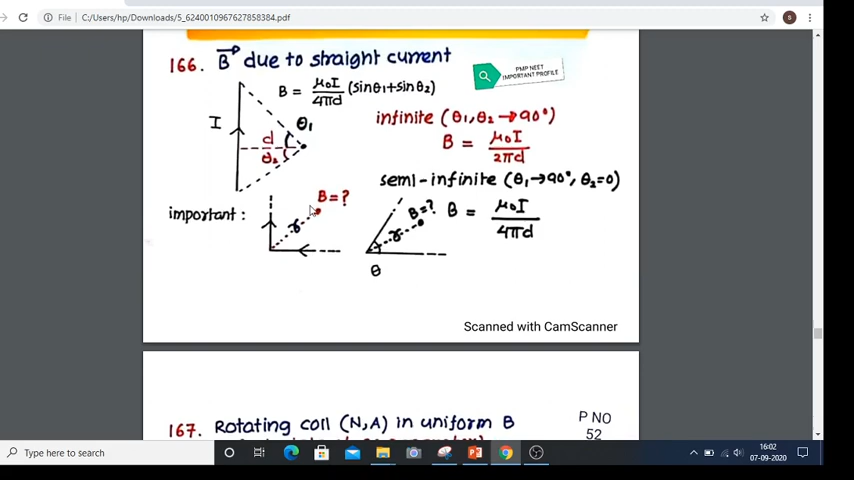 File | C:/Users/hp/Downloads/5_6240010967627858384.pdf
166. B⃗ due to straight current
PMP NEET
IMPORTANT PROFILE
B = μ₀I/4πd (sinθ₁+sinθ₂)
I
θ₁
d
θ₂
infinite (θ₁,θ₂ → 90°)
B = μ₀I/2πd
semi-infinite (θ₁→90°, θ₂=0)
B = μ₀I/4πd
important :
B = ?
r
B = ?
r
θ
Scanned with CamScanner
167. Rotating coil (N,A) in uniform B
P NO
52
Type here to search
16:02
07-09-2020